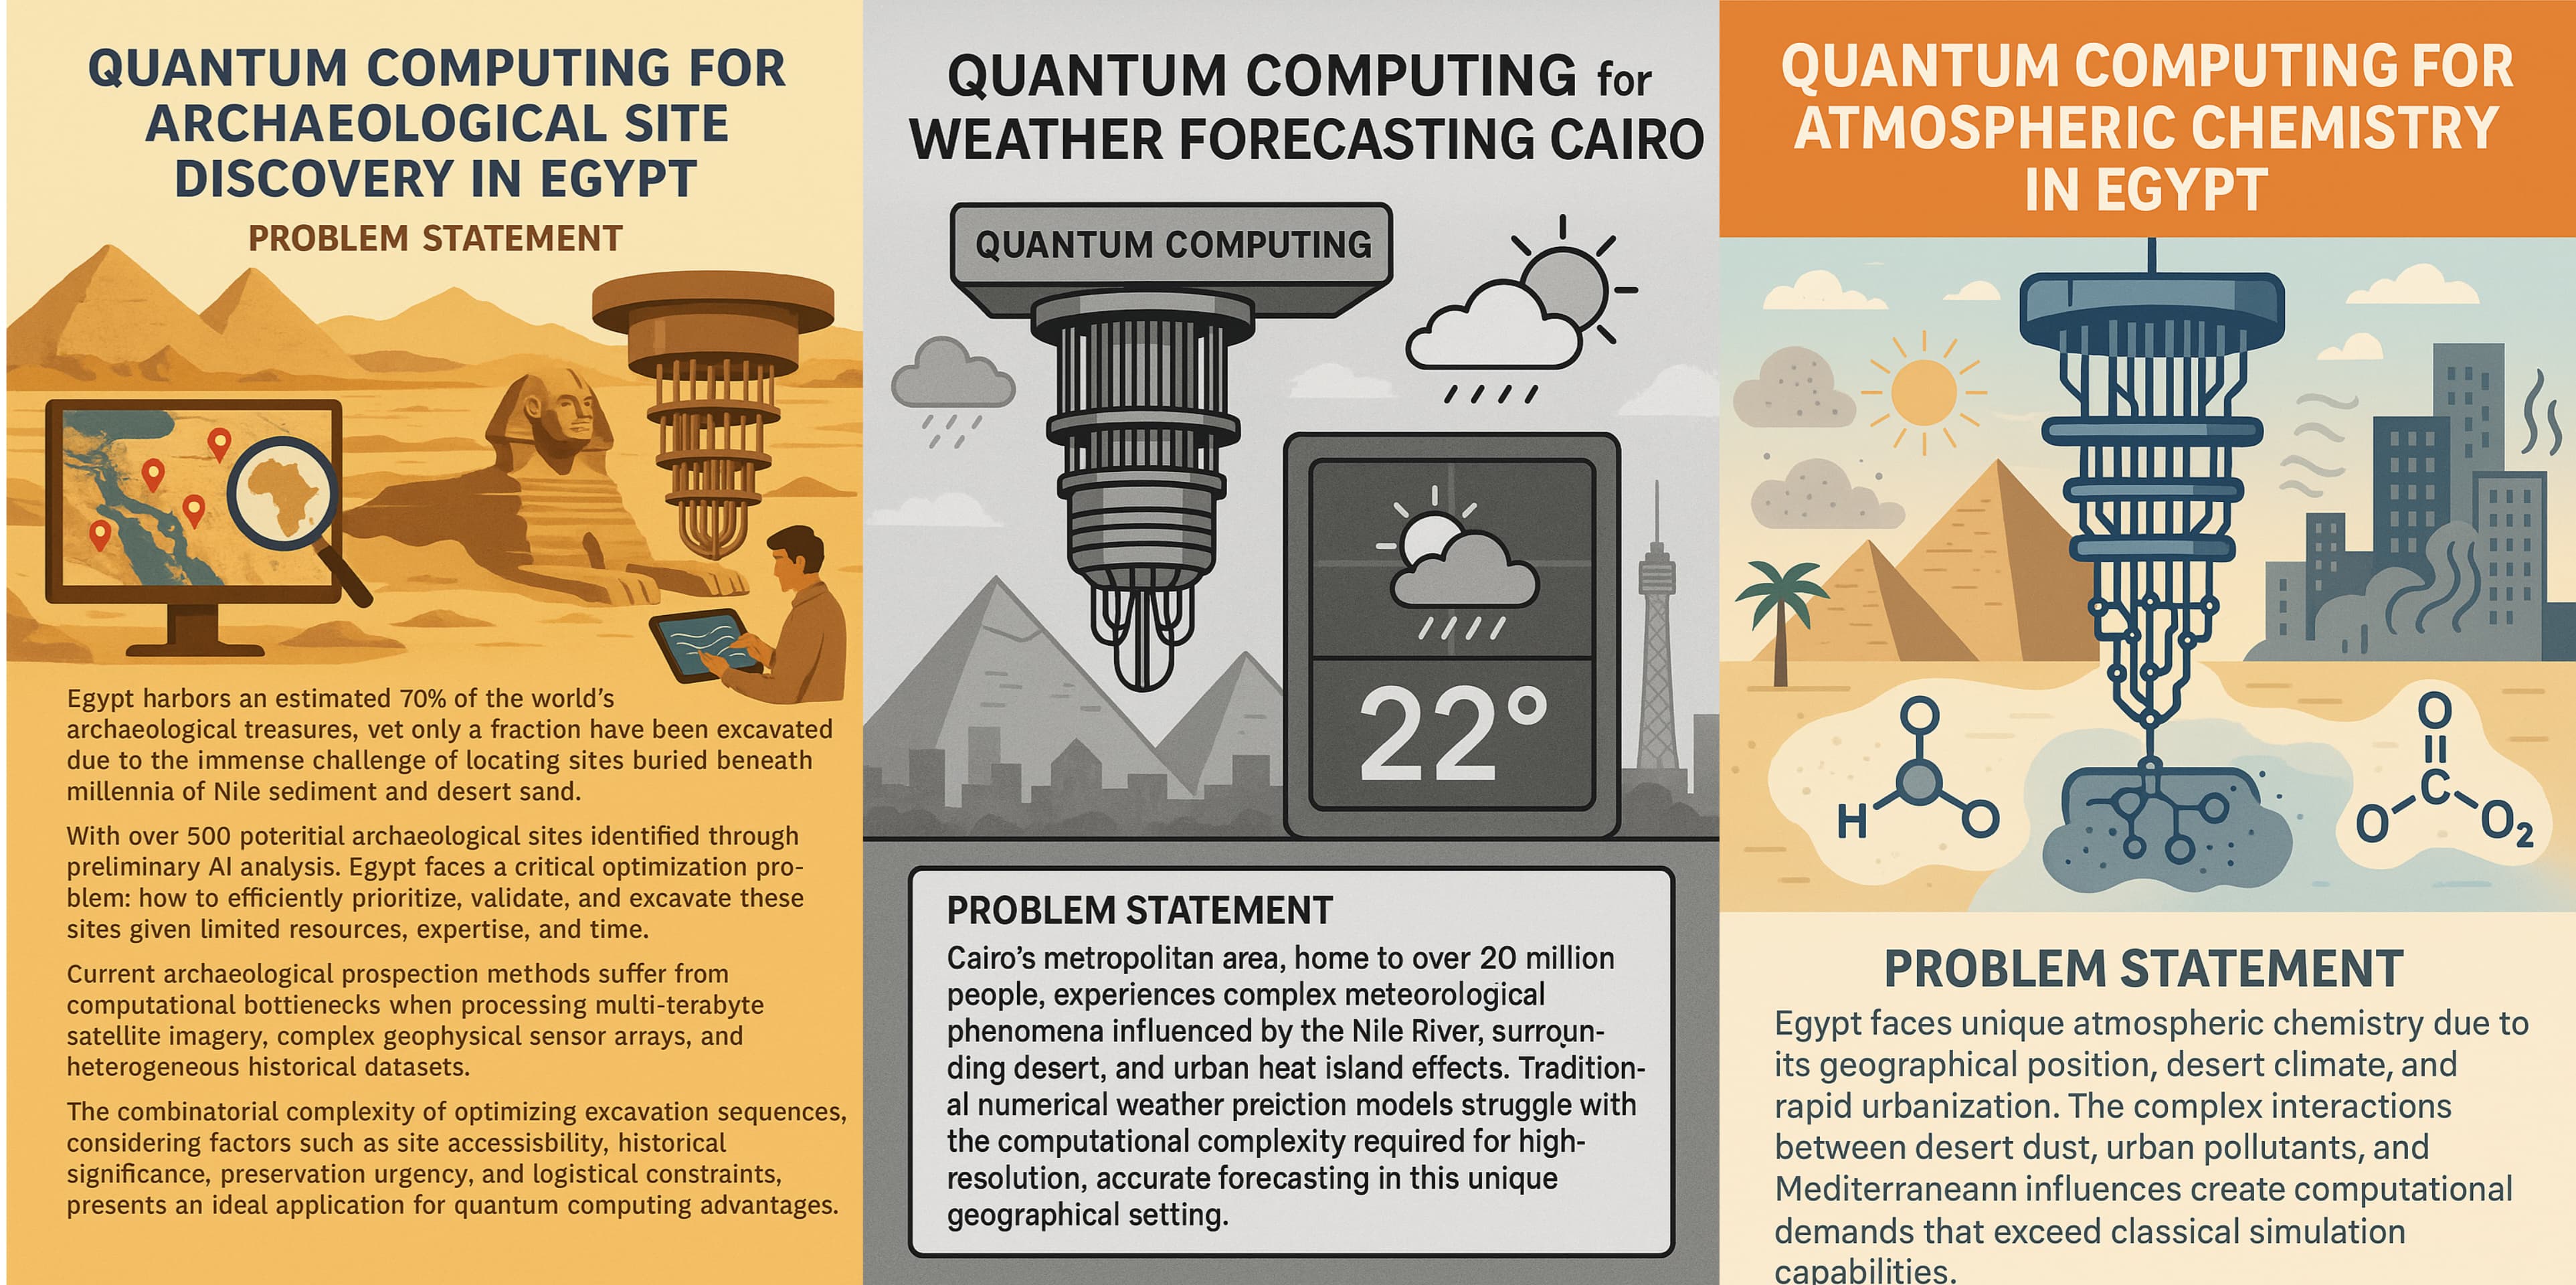 QUANTUM COMPUTING FOR
ARCHAEOLOGICAL SITE
DISCOVERY IN EGYPT
PROBLEM STATEMENT
Egypt harbors an estimated 70% of the world's
archaeological treasures, vet only a fraction have been excavated
due to the immense challenge of locating sites buried beneath
millennia of Nile sediment and desert sand.
With over 500 poteritial archaeological sites identified through
preliminary AI analysis. Egypt faces a critical optimization pro-
blem: how to efficiently prioritize, validate, and excavate these
sites given limited resources, expertise, and time.
Current archaeological prospection methods suffer from
computational bottienecks when processing multi-terabyte
satellite imagery, complex geophysical sensor arrays, and
heterogeneous historical datasets.
The combinatorial complexity of optimizing excavation sequences,
considering factors such as site accessisbility, historical
significance, preservation urgency, and logistical constraints,
presents an ideal application for quantum computing advantages.
QUANTUM COMPUTING for
WEATHER FORECASTING CAIRO
QUANTUM COMPUTING
22°
PROBLEM STATEMENT
Cairo's metropolitan area, home to over 20 million
people, experiences complex meteorological
phenomena influenced by the Nile River, surroun-
ding desert, and urban heat island effects. Tradition-
al numerical weather preiction models struggle with
the computational complexity required for high-
resolution, accurate forecasting in this unique
geographical setting.
QUANTUM COMPUTING FOR
ATMOSPHERIC CHEMISTRY
IN EGYPT
H
O
C
O
O₂
PROBLEM STATEMENT
Egypt faces unique atmospheric chemistry due to
its geographical position, desert climate, and
rapid urbanization. The complex interactions
between desert dust, urban pollutants, and
Mediterraneann influences create computational
demands that exceed classical simulation
capabilities.